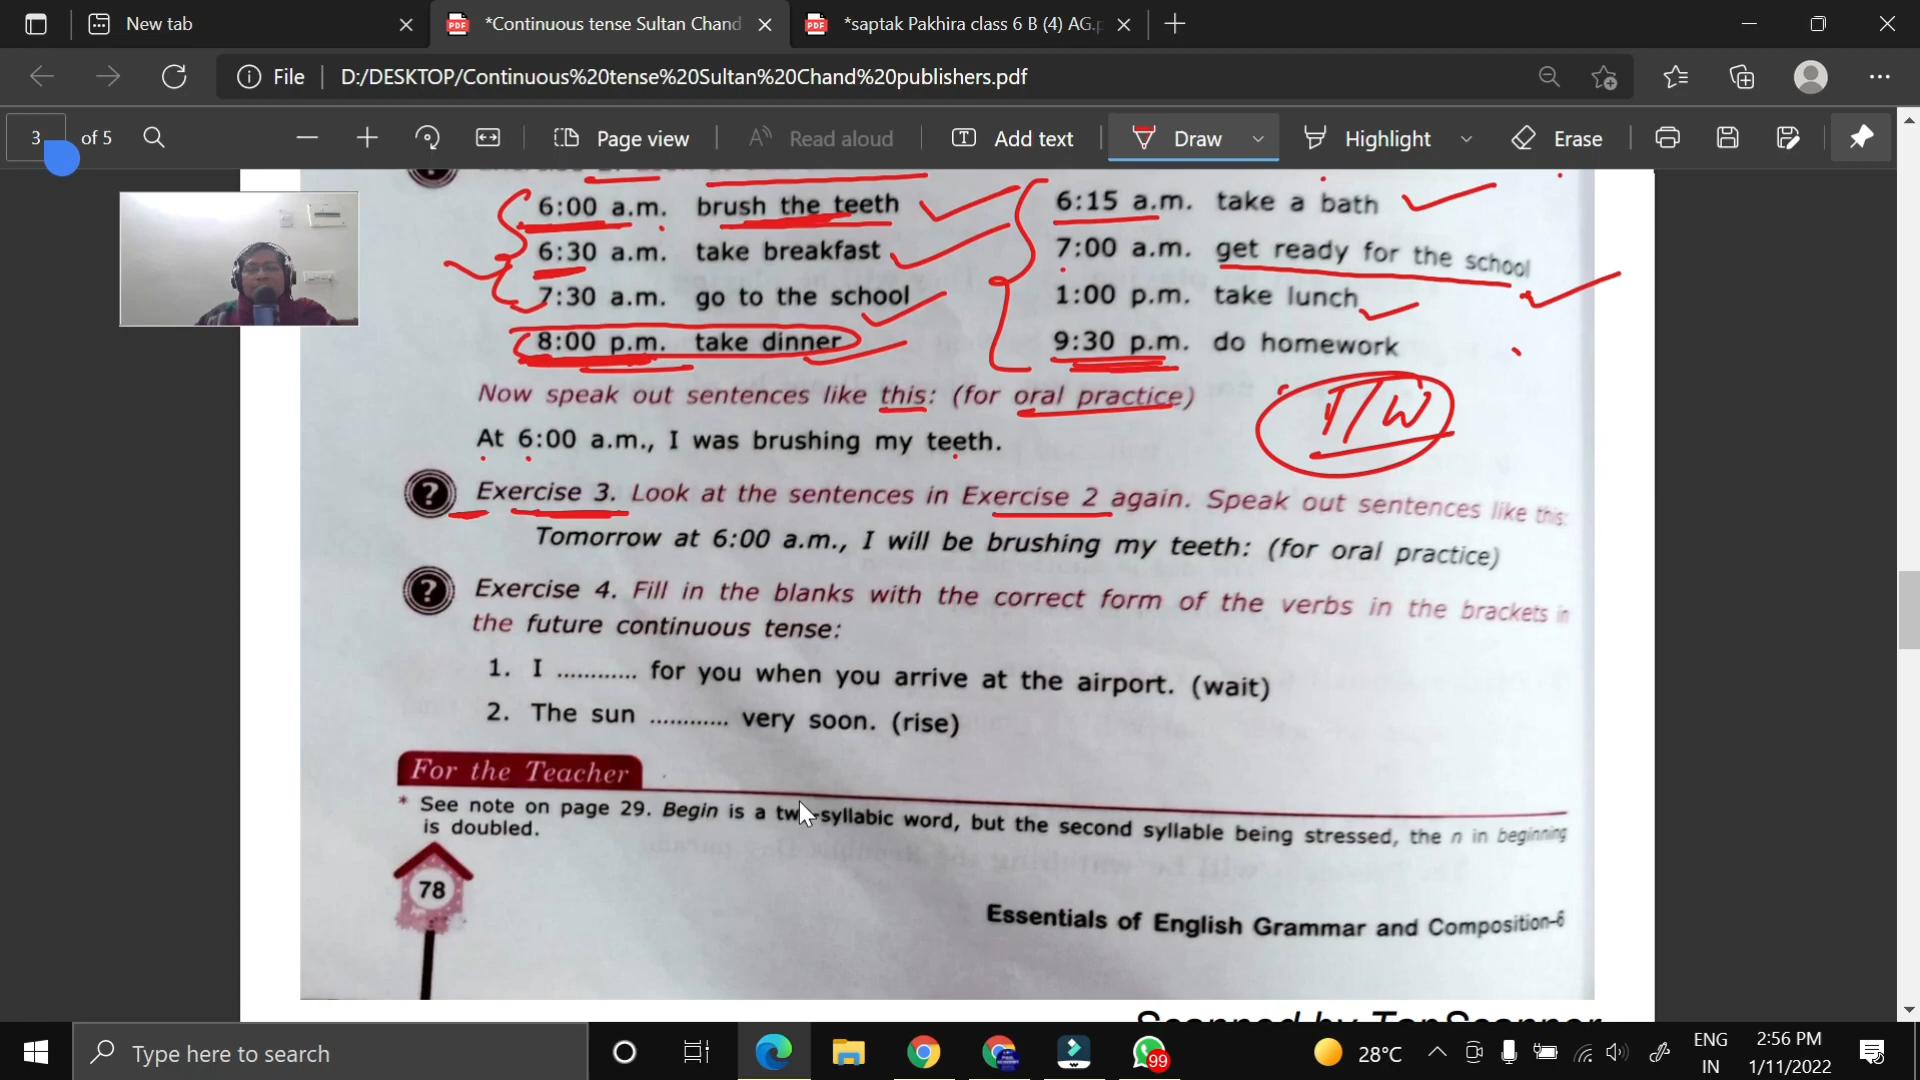 New tab
*Continuous tense Sultan Chand
*saptak Pakhira class 6 B (4) AG.p
File
D:/DESKTOP/Continuous%20tense%20Sultan%20Chand%20publishers.pdf
3 of 5
Page view
Read aloud
Add text
Draw
Highlight
Erase
6:00 a.m. brush the teeth
6:15 a.m. take a bath
6:30 a.m. take breakfast
7:00 a.m. get ready for the school
7:30 a.m. go to the school
1:00 p.m. take lunch
8:00 p.m. take dinner
9:30 p.m. do homework
Now speak out sentences like this: (for oral practice)
At 6:00 a.m., I was brushing my teeth.
? Exercise 3. Look at the sentences in Exercise 2 again. Speak out sentences like this:
Tomorrow at 6:00 a.m., I will be brushing my teeth: (for oral practice)
? Exercise 4. Fill in the blanks with the correct form of the verbs in the brackets in
the future continuous tense:
1. I ............ for you when you arrive at the airport. (wait)
2. The sun ............ very soon. (rise)
For the Teacher
* See note on page 29. Begin is a two-syllabic word, but the second syllable being stressed, the n in beginning
is doubled.
78
Essentials of English Grammar and Composition-6
Type here to search
99
28°C
ENG
IN
2:56 PM
1/11/2022